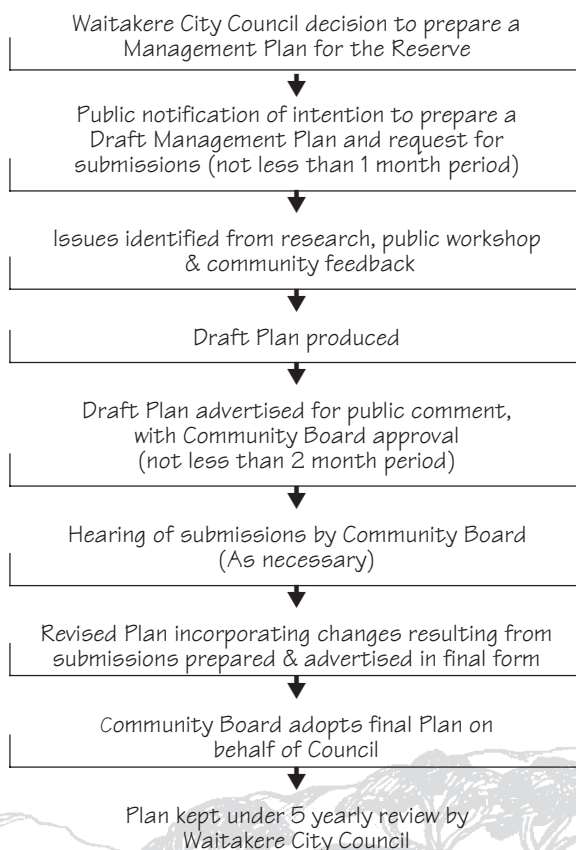 Waitakere City Council decision to prepare a
Management Plan for the Reserve
Public notification of intention to prepare a
Draft Management Plan and request for
submissions (not less than 1 month period)
Issues identified from research, public workshop
& community feedback
Draft Plan produced
Draft Plan advertised for public comment,
with Community Board approval
(not less than 2 month period)
Hearing of submissions by Community Board
(As necessary)
Revised Plan incorporating changes resulting from
submissions prepared & advertised in final form
Community Board adopts final Plan on
behalf of Council
Plan kept under 5 yearly review by
Waitakere City Council